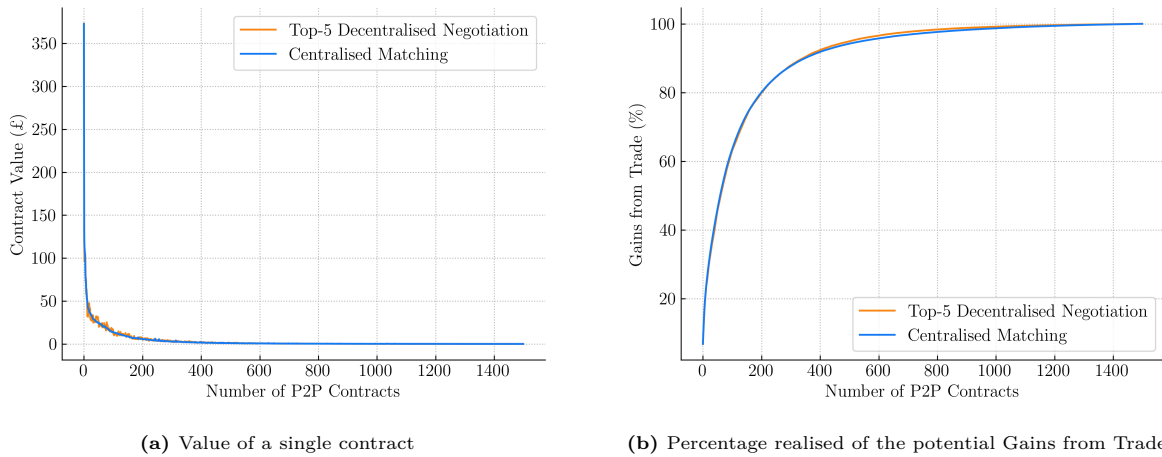 350
300
250
200
150
100
50
0
Contract Value (£)
Top-5 Decentralised Negotiation
Centralised Matching
0 200 400 600 800 1000 1200 1400
Number of P2P Contracts
(a) Value of a single contract
100
80
60
40
20
Gains from Trade (%)
Top-5 Decentralised Negotiation
Centralised Matching
0 200 400 600 800 1000 1200 1400
Number of P2P Contracts
(b) Percentage realised of the potential Gains from Trade